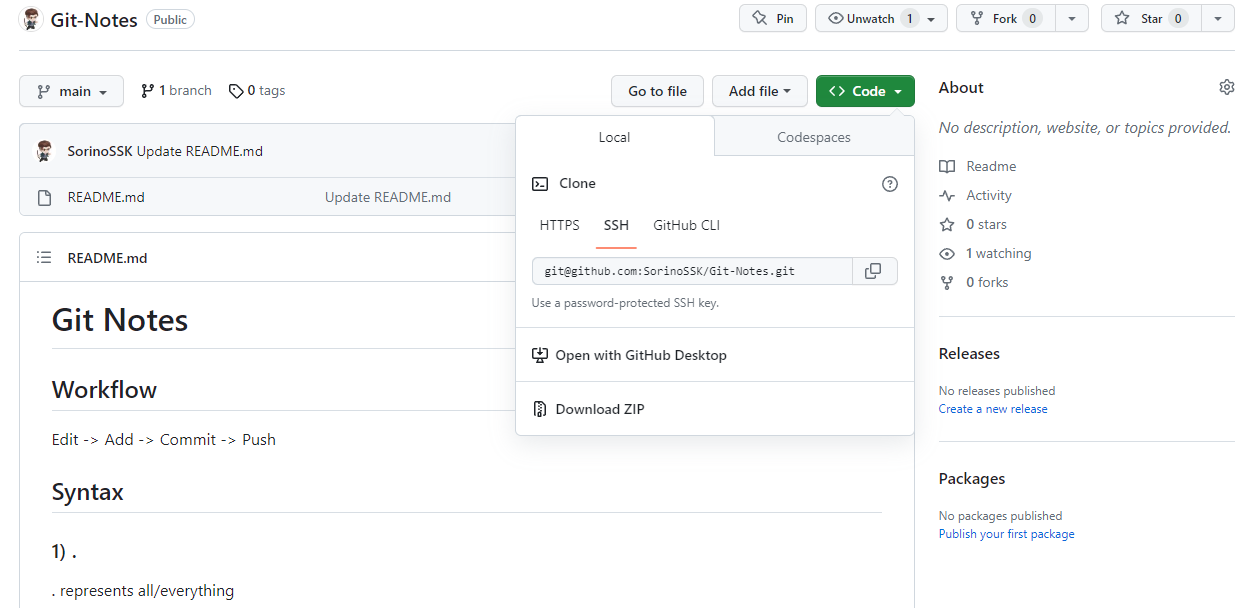 Git-Notes Public
Pin
Unwatch 1
Fork 0
Star 0
main
1 branch
0 tags
Go to file
Add file
<> Code
SorinoSSK Update README.md
README.md Update README.md
README.md
Git Notes
Workflow
Edit -> Add -> Commit -> Push
Syntax
1) .
. represents all/everything
Local
Codespaces
Clone
HTTPS SSH GitHub CLI
git@github.com:SorinoSSK/Git-Notes.git
Use a password-protected SSH key.
Open with GitHub Desktop
Download ZIP
About
No description, website, or topics provided.
Readme
Activity
0 stars
1 watching
0 forks
Releases
No releases published
Create a new release
Packages
No packages published
Publish your first package